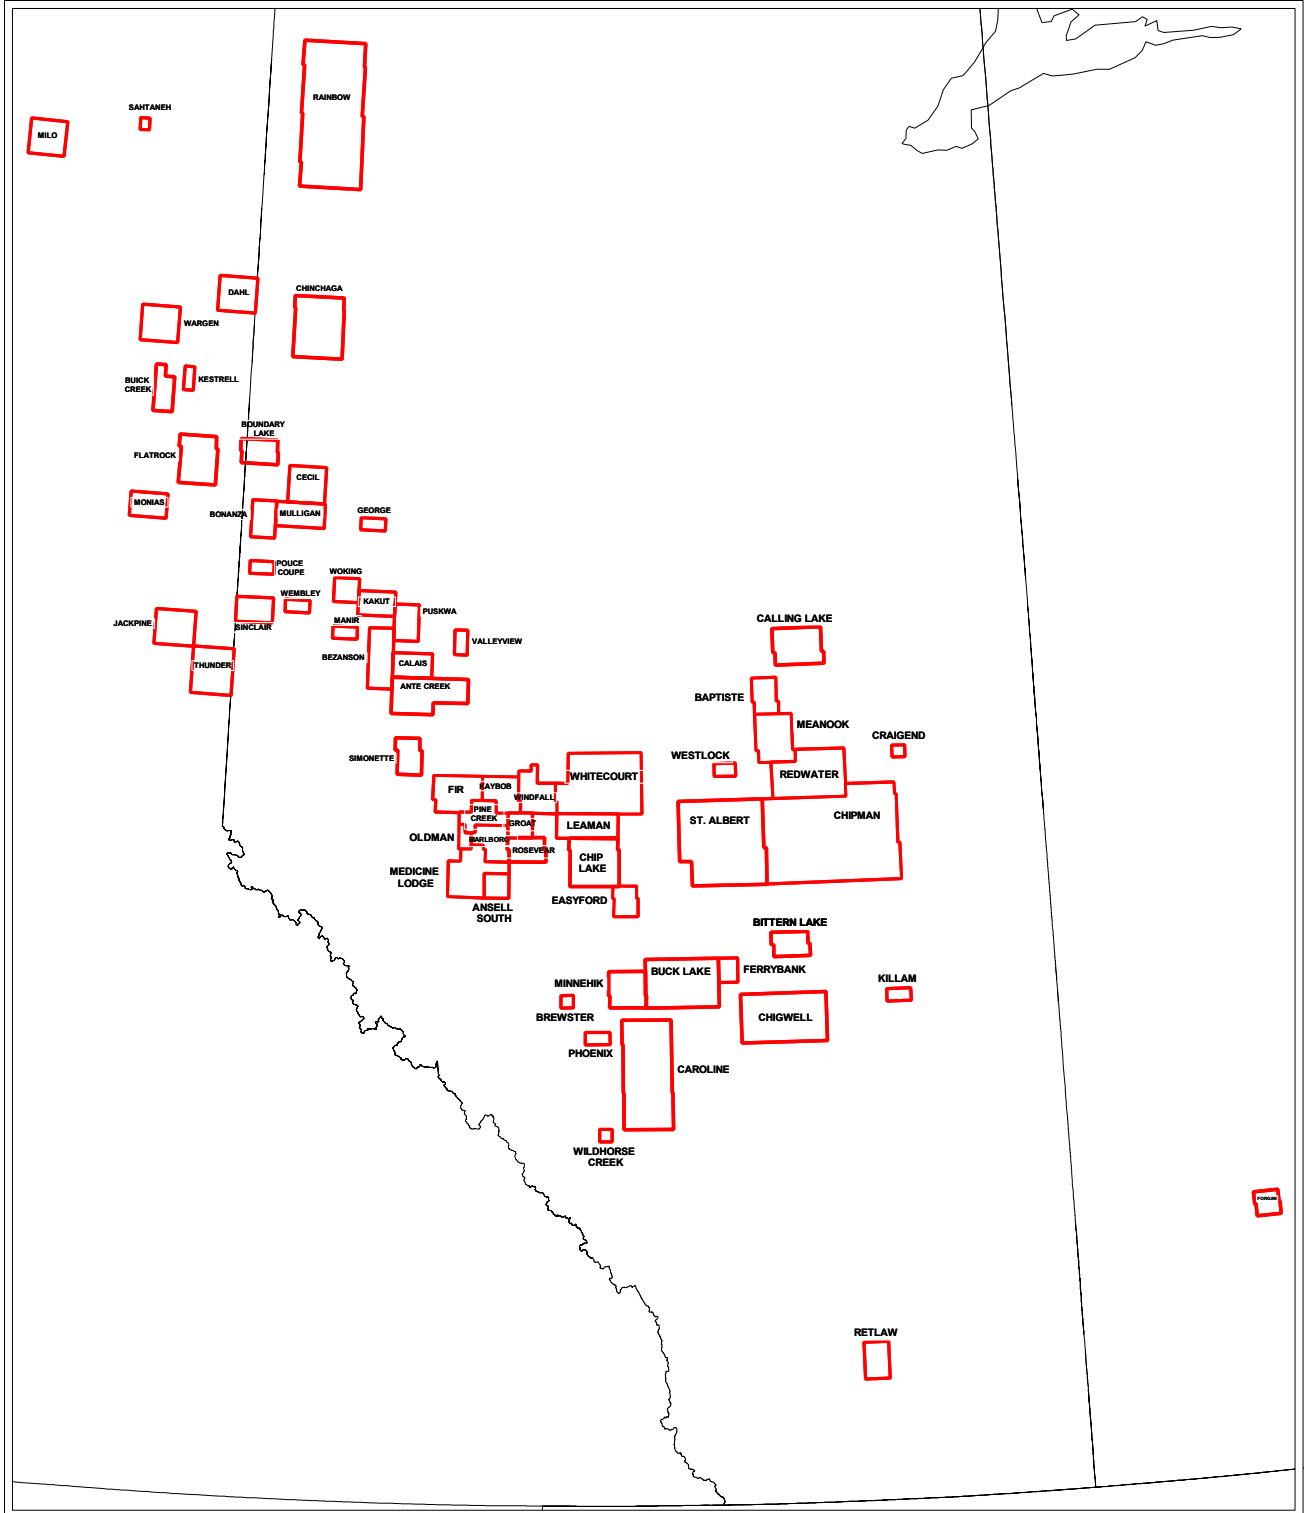 RAINBOW
SAHTANEH
MILO
DAHL
CHINCHAGA
WARGEN
BUICK
CREEK
KESTRELL
BOUNDARY
LAKE
FLATROCK
CECIL
MONIAS
BONANZA
MULLIGAN
GEORGE
POUCE
COUPE
WOKING
WEMBLEY
KAKUT
PUSKWA
JACKPINE
SINCLAIR
MANIR
CALLING LAKE
VALLEYVIEW
BEZANSON
CALAIS
THUNDER
ANTE CREEK
BAPTISTE
MEANOOK
CRAIGEND
SIMONETTE
WESTLOCK
WHITECOURT
REDWATER
FIR
KAYBOB
WINDFALL
PINE
CREEK
GROAT
LEAMAN
ST. ALBERT
CHIPMAN
OLDMAN
MARLBORO
ROSEVEAR
CHIP
LAKE
MEDICINE
LODGE
EASYFORD
ANSELL
SOUTH
BITTERN LAKE
BUCK LAKE
FERRYBANK
MINNEHIK
KILLAM
BREWSTER
CHIGWELL
PHOENIX
CAROLINE
WILDHORSE
CREEK
FORGAN
RETLAW